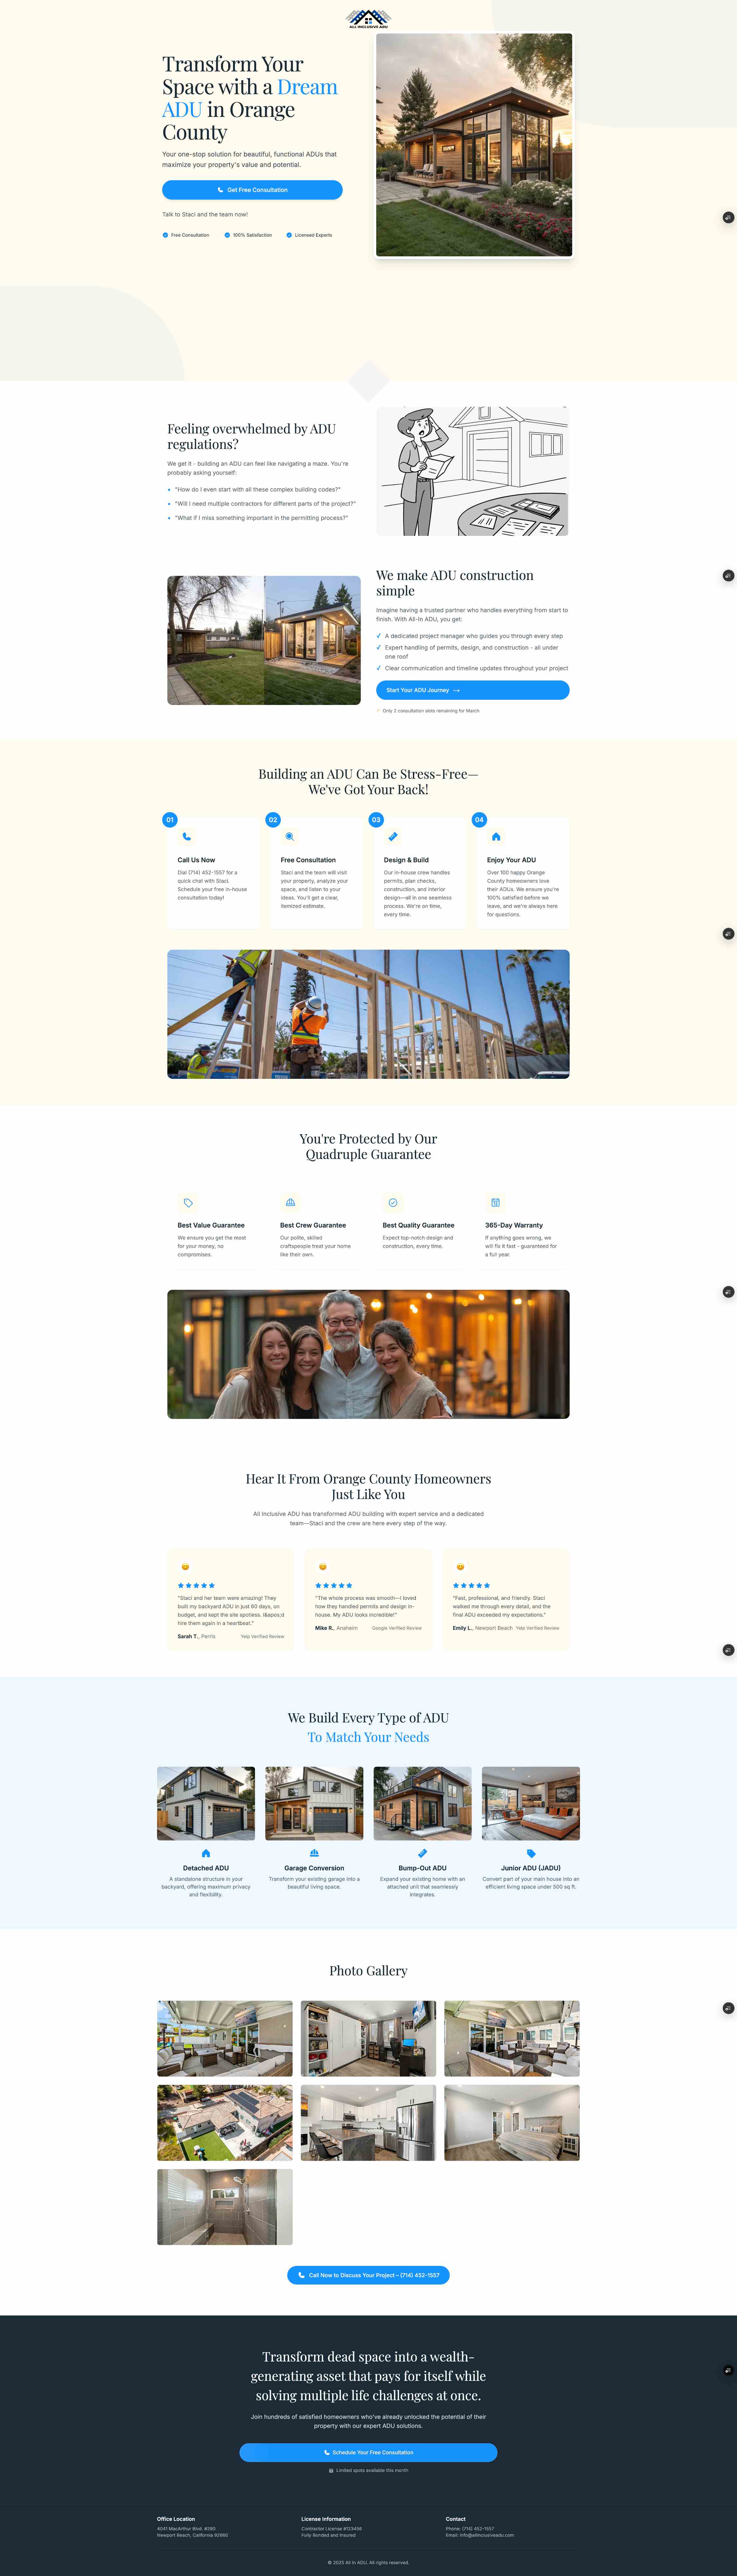 ALL INCLUSIVE ADU
Transform Your
Space with a Dream
ADU in Orange
County
Your one-stop solution for beautiful, functional ADUs that
maximize your property's value and potential.
Get Free Consultation
Talk to Staci and the team now!
Free Consultation
100% Satisfaction
Licensed Experts
Feeling overwhelmed by ADU
regulations?
We get it - building an ADU can feel like navigating a maze. You're
probably asking yourself:
"How do I even start with all these complex building codes?"
"Will I need multiple contractors for different parts of the project?"
"What if I miss something important in the permitting process?"
We make ADU construction
simple
Imagine having a trusted partner who handles everything from start to
finish. With All-In ADU, you get:
✓ A dedicated project manager who guides you through every step
✓ Expert handling of permits, design, and construction - all under
one roof
✓ Clear communication and timeline updates throughout your project
Start Your ADU Journey →
Only 2 consultation slots remaining for March
Building an ADU Can Be Stress-Free—
We've Got Your Back!
01
Call Us Now
Dial (714) 452-1557 for a
quick chat with Staci.
Schedule your free in-house
consultation today!
02
Free Consultation
Staci and the team will visit
your property, analyze your
space, and listen to your
ideas. You'll get a clear,
itemized estimate.
03
Design & Build
Our in-house crew handles
permits, plan checks,
construction, and interior
design—all in one seamless
process. We're on time,
every time.
04
Enjoy Your ADU
Over 100 happy Orange
County homeowners love
their ADUs. We ensure you're
100% satisfied before we
leave, and we're always here
for questions.
You're Protected by Our
Quadruple Guarantee
Best Value Guarantee
We ensure you get the most
for your money, no
compromises.
Best Crew Guarantee
Our polite, skilled
craftspeople treat your home
like their own.
Best Quality Guarantee
Expect top-notch design and
construction, every time.
365-Day Warranty
If anything goes wrong, we
will fix it fast - guaranteed for
a full year.
Hear It From Orange County Homeowners
Just Like You
All Inclusive ADU has transformed ADU building with expert service and a dedicated
team—Staci and the crew are here every step of the way.
"Staci and her team were amazing! They
built my backyard ADU in just 60 days, on
budget, and kept the site spotless. I&apos;d
hire them again in a heartbeat."
Sarah T., Perris
Yelp Verified Review
"The whole process was smooth—I loved
how they handled permits and design in-
house. My ADU looks incredible!"
Mike R., Anaheim
Google Verified Review
"Fast, professional, and friendly. Staci
walked me through every detail, and the
final ADU exceeded my expectations."
Emily L., Newport Beach
Yelp Verified Review
We Build Every Type of ADU
To Match Your Needs
Detached ADU
A standalone structure in your
backyard, offering maximum privacy
and flexibility.
Garage Conversion
Transform your existing garage into a
beautiful living space.
Bump-Out ADU
Expand your existing home with an
attached unit that seamlessly
integrates.
Junior ADU (JADU)
Convert part of your main house into an
efficient living space under 500 sq ft.
Photo Gallery
Call Now to Discuss Your Project – (714) 452-1557
Transform dead space into a wealth-
generating asset that pays for itself while
solving multiple life challenges at once.
Join hundreds of satisfied homeowners who've already unlocked the potential of their
property with our expert ADU solutions.
Schedule Your Free Consultation
Limited spots available this month
Office Location
4041 MacArthur Blvd. #280
Newport Beach, California 92660
License Information
Contractor License #123456
Fully Bonded and Insured
Contact
Phone: (714) 452-1557
Email: info@allinclusiveadu.com
© 2025 All In ADU. All rights reserved.